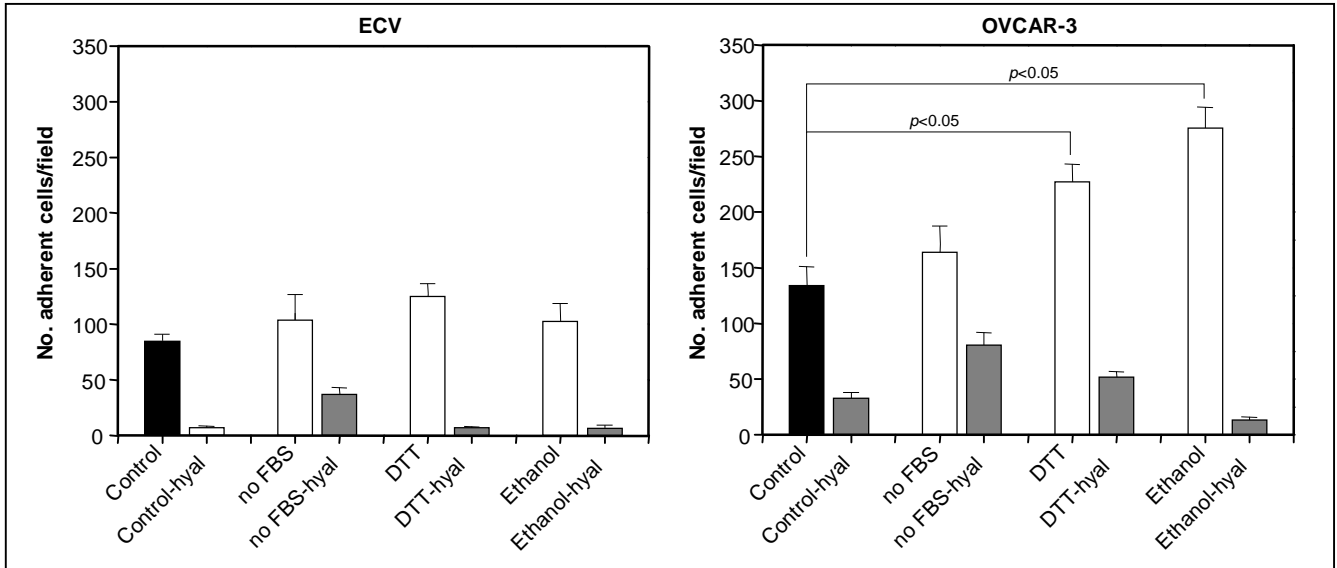 ECV
No. adherent cells/field
350
300
250
200
150
100
50
0
Control
Control-hyal
no FBS
no FBS-hyal
DTT
DTT-hyal
Ethanol
Ethanol-hyal
OVCAR-3
No. adherent cells/field
350
300
250
200
150
100
50
0
p<0.05
p<0.05
Control
Control-hyal
no FBS
no FBS-hyal
DTT
DTT-hyal
Ethanol
Ethanol-hyal